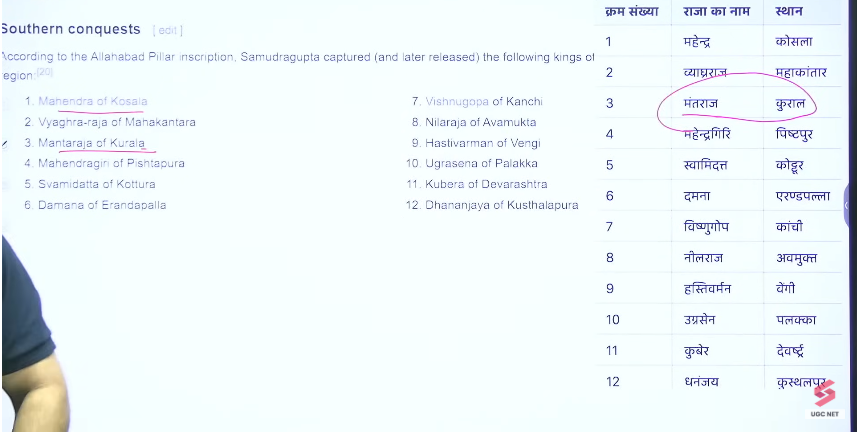 Southern conquests [ edit ]
According to the Allahabad Pillar inscription, Samudragupta captured (and later released) the following kings of
egion:[20]
1. Mahendra of Kosala
2. Vyaghra-raja of Mahakantara
3. Mantaraja of Kurala
4. Mahendragiri of Pishtapura
5. Svamidatta of Kottura
6. Damana of Erandapalla
7. Vishnugopa of Kanchi
8. Nilaraja of Avamukta
9. Hastivarman of Vengi
10. Ugrasena of Palakka
11. Kubera of Devarashtra
12. Dhananjaya of Kusthalapura
क्रम संख्या राजा का नाम स्थान
1 महेन्द्र कोसला
2 व्याघ्रराज महाकांतार
3 मंतराज कुराल
4 महेन्द्रगिरि पिष्टपुर
5 स्वामिदत्त कोट्टूर
6 दमना एरण्डपल्ला
7 विष्णुगोप कांची
8 नीलराज अवमुक्त
9 हस्तिवर्मन वेंगी
10 उग्रसेन पलक्का
11 कुबेर देवर्ष्ट्र
12 धनंजय कुस्थलपुर
UGC NET